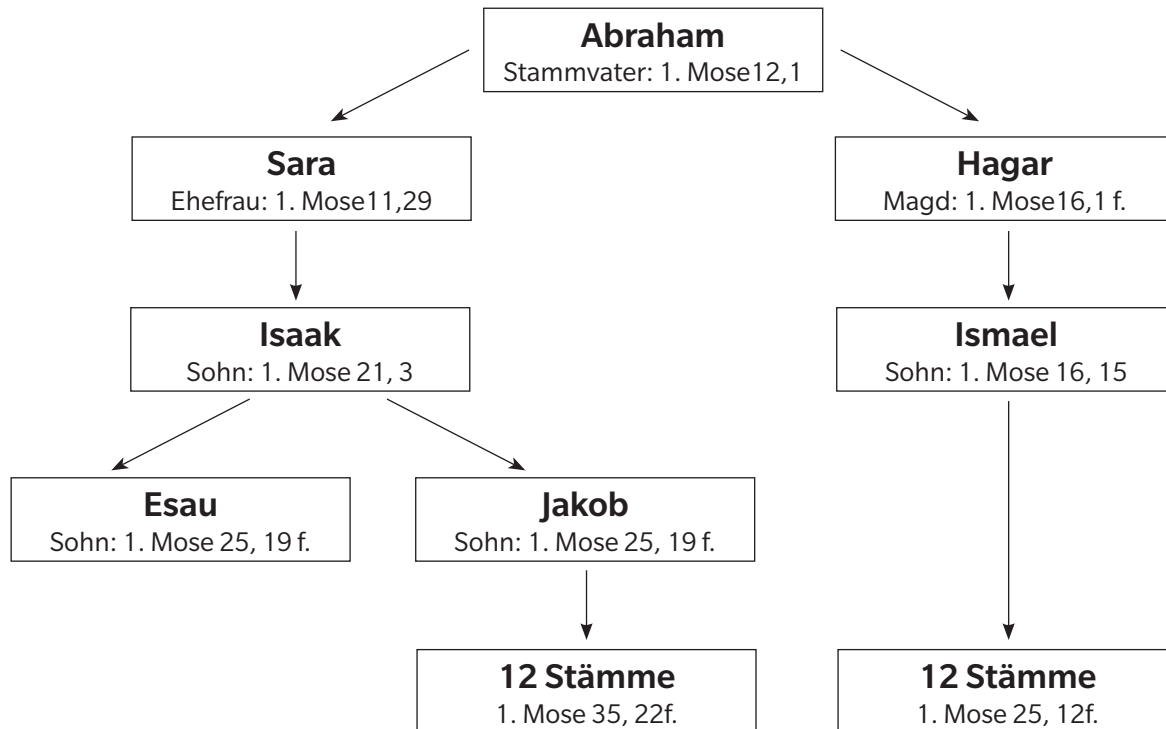 Abraham
Stammvater: 1. Mose12,1
Sara
Ehefrau: 1. Mose11,29
Hagar
Magd: 1. Mose16,1 f.
Isaak
Sohn: 1. Mose 21, 3
Ismael
Sohn: 1. Mose 16, 15
Esau
Sohn: 1. Mose 25, 19 f.
Jakob
Sohn: 1. Mose 25, 19 f.
12 Stämme
1. Mose 35, 22f.
12 Stämme
1. Mose 25, 12f.